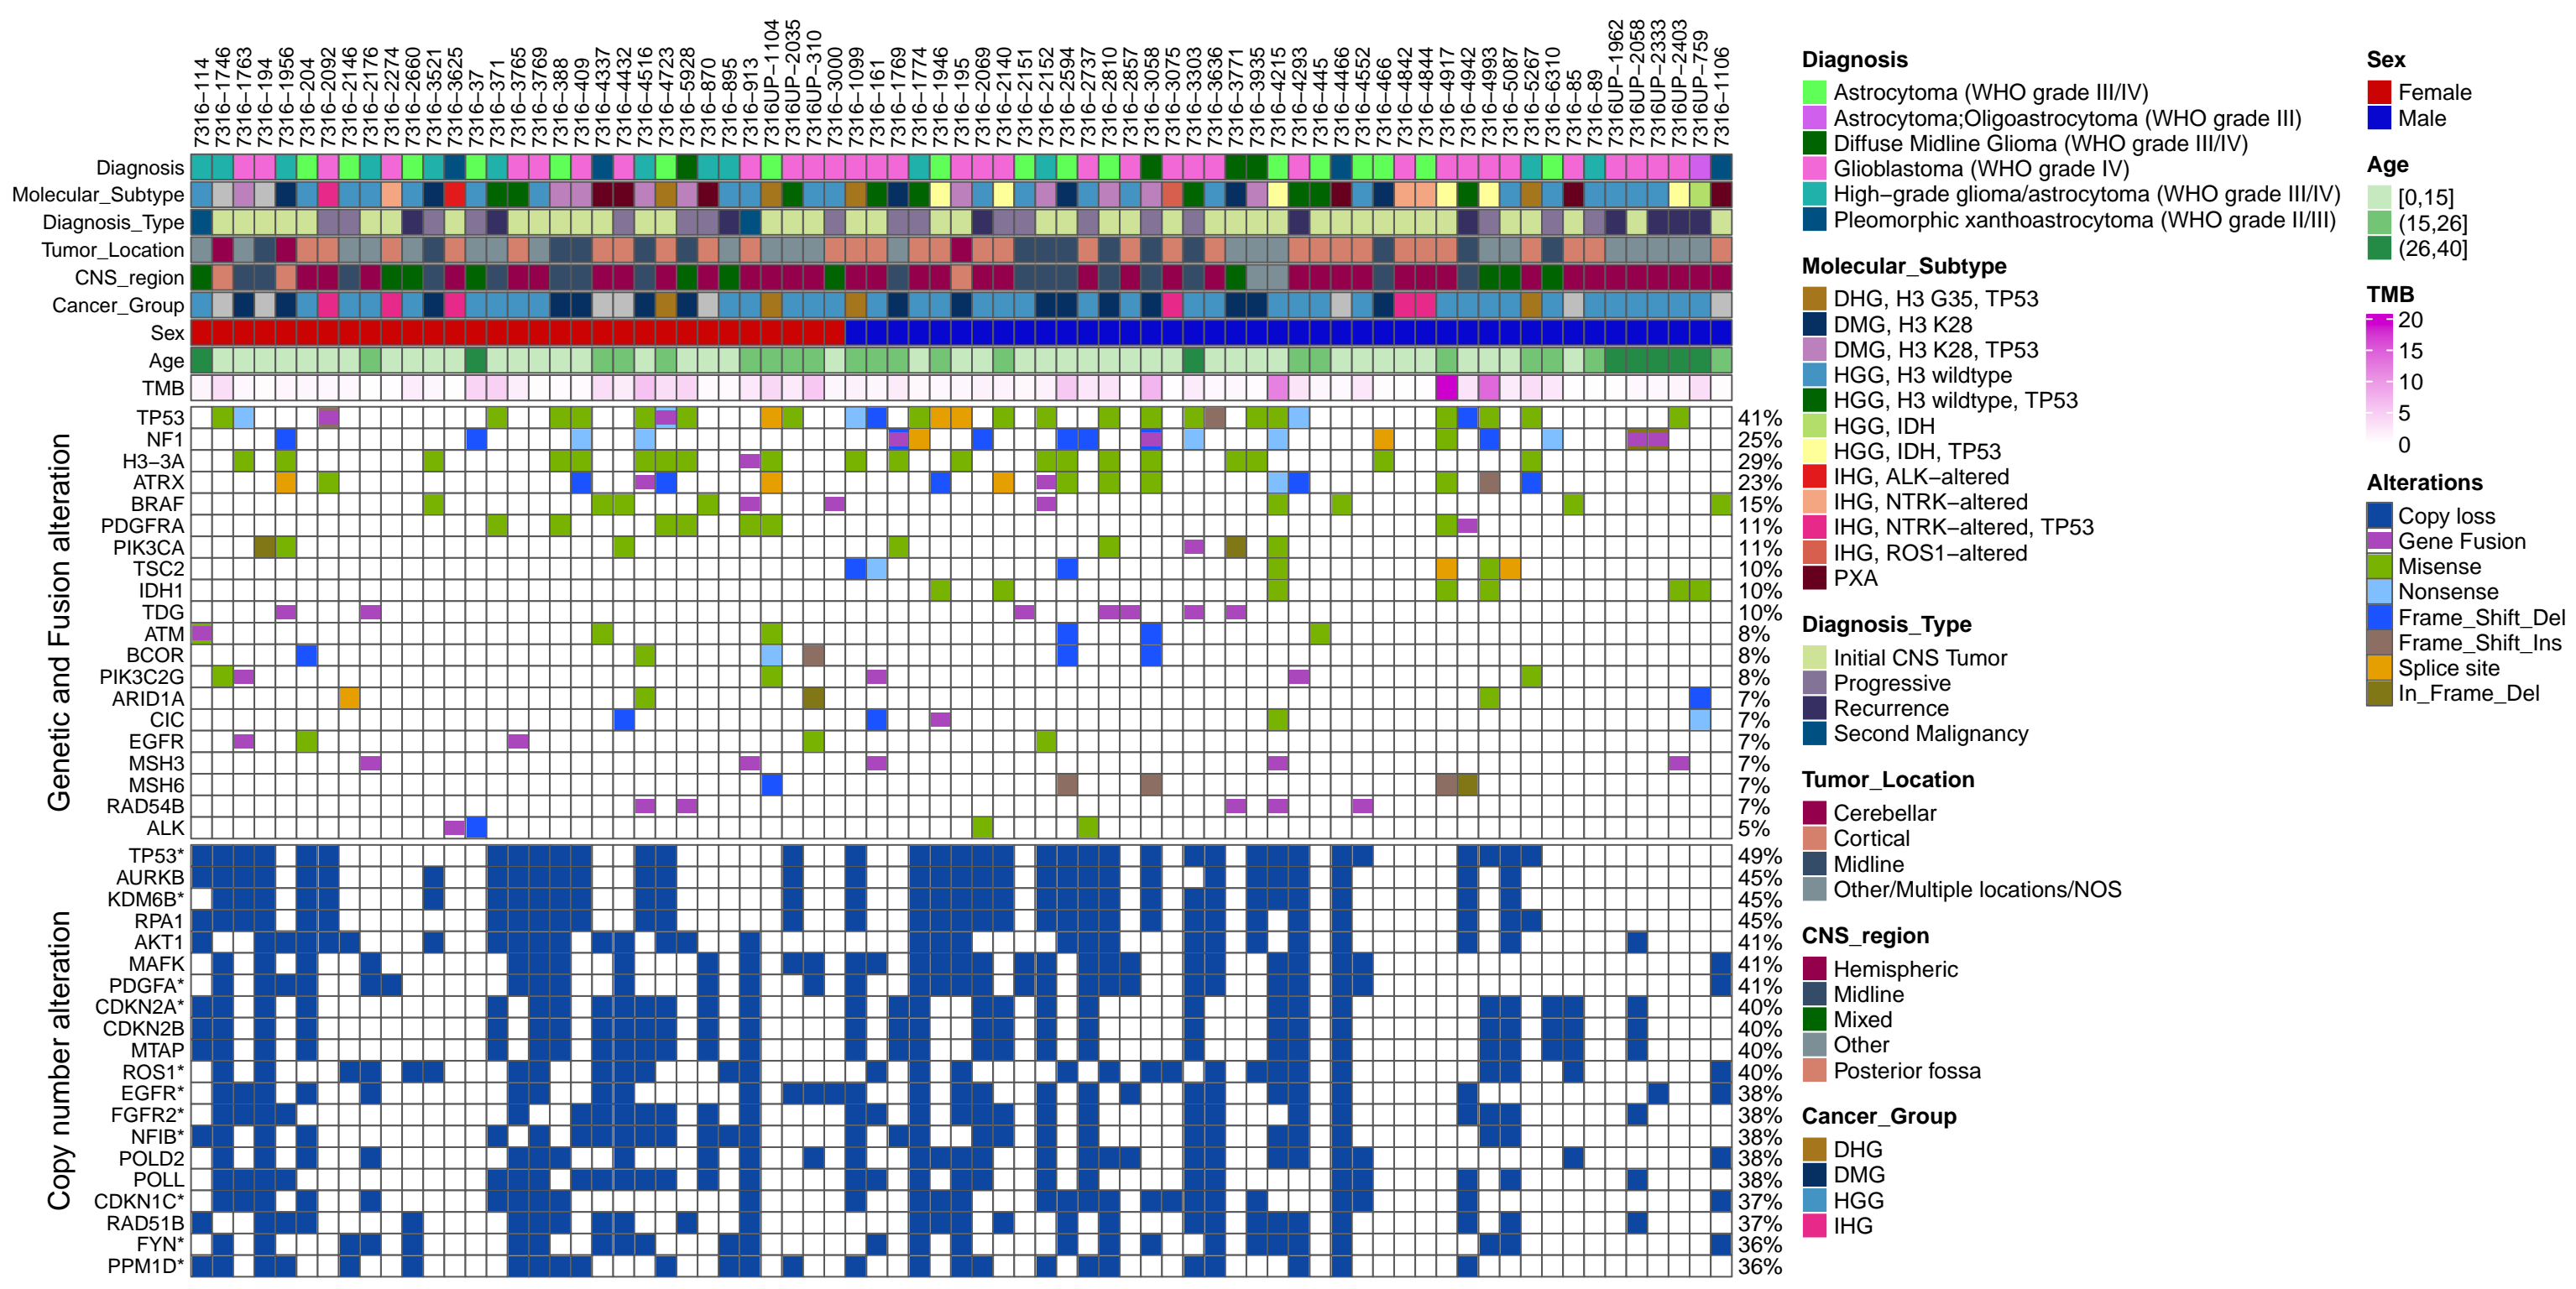 7316−114
7316−1746
7316−1763
7316−194
7316−1956
7316−204
7316−2092
7316−2146
7316−2176
7316−2274
7316−2660
7316−3521
7316−3625
7316−37
7316−371
7316−3765
7316−3769
7316−388
7316−409
7316−4337
7316−4432
7316−4516
7316−4723
7316−5928
7316−870
7316−895
7316−913
7316UP−1104
7316UP−2035
7316UP−310
7316−3000
7316−1099
7316−161
7316−1769
7316−1774
7316−1946
7316−195
7316−2069
7316−2140
7316−2151
7316−2152
7316−2594
7316−2737
7316−2810
7316−2857
7316−3058
7316−3075
7316−3303
7316−3636
7316−3771
7316−3935
7316−4215
7316−4293
7316−445
7316−4466
7316−4552
7316−466
7316−4842
7316−4844
7316−4917
7316−4942
7316−4993
7316−5087
7316−5267
7316−6310
7316−85
7316−89
7316UP−1962
7316UP−2058
7316UP−2333
7316UP−2403
7316UP−759
7316−1106
Diagnosis
Molecular_Subtype
Diagnosis_Type
Tumor_Location
CNS_region
Cancer_Group
Sex
Age
TMB
Genetic and Fusion alteration
TP53 41%
NF1 25%
H3−3A 29%
ATRX 23%
BRAF 15%
PDGFRA 11%
PIK3CA 11%
TSC2 10%
IDH1 10%
TDG 10%
ATM 8%
BCOR 8%
PIK3C2G 8%
ARID1A 7%
CIC 7%
EGFR 7%
MSH3 7%
MSH6 7%
RAD54B 7%
ALK 5%
Copy number alteration
TP53* 49%
AURKB 45%
KDM6B* 45%
RPA1 45%
AKT1 41%
MAFK 41%
PDGFA* 41%
CDKN2A* 40%
CDKN2B 40%
MTAP 40%
ROS1* 40%
EGFR* 38%
FGFR2* 38%
NFIB* 38%
POLD2 38%
POLL 38%
CDKN1C* 37%
RAD51B 37%
FYN* 36%
PPM1D* 36%
Diagnosis
Astrocytoma (WHO grade III/IV)
Astrocytoma;Oligoastrocytoma (WHO grade III)
Diffuse Midline Glioma (WHO grade III/IV)
Glioblastoma (WHO grade IV)
High−grade glioma/astrocytoma (WHO grade III/IV)
Pleomorphic xanthoastrocytoma (WHO grade II/III)
Molecular_Subtype
DHG, H3 G35, TP53
DMG, H3 K28
DMG, H3 K28, TP53
HGG, H3 wildtype
HGG, H3 wildtype, TP53
HGG, IDH
HGG, IDH, TP53
IHG, ALK−altered
IHG, NTRK−altered
IHG, NTRK−altered, TP53
IHG, ROS1−altered
PXA
Diagnosis_Type
Initial CNS Tumor
Progressive
Recurrence
Second Malignancy
Tumor_Location
Cerebellar
Cortical
Midline
Other/Multiple locations/NOS
CNS_region
Hemispheric
Midline
Mixed
Other
Posterior fossa
Cancer_Group
DHG
DMG
HGG
IHG
Sex
Female
Male
Age
[0,15]
(15,26]
(26,40]
TMB
20
15
10
5
0
Alterations
Copy loss
Gene Fusion
Misense
Nonsense
Frame_Shift_Del
Frame_Shift_Ins
Splice site
In_Frame_Del